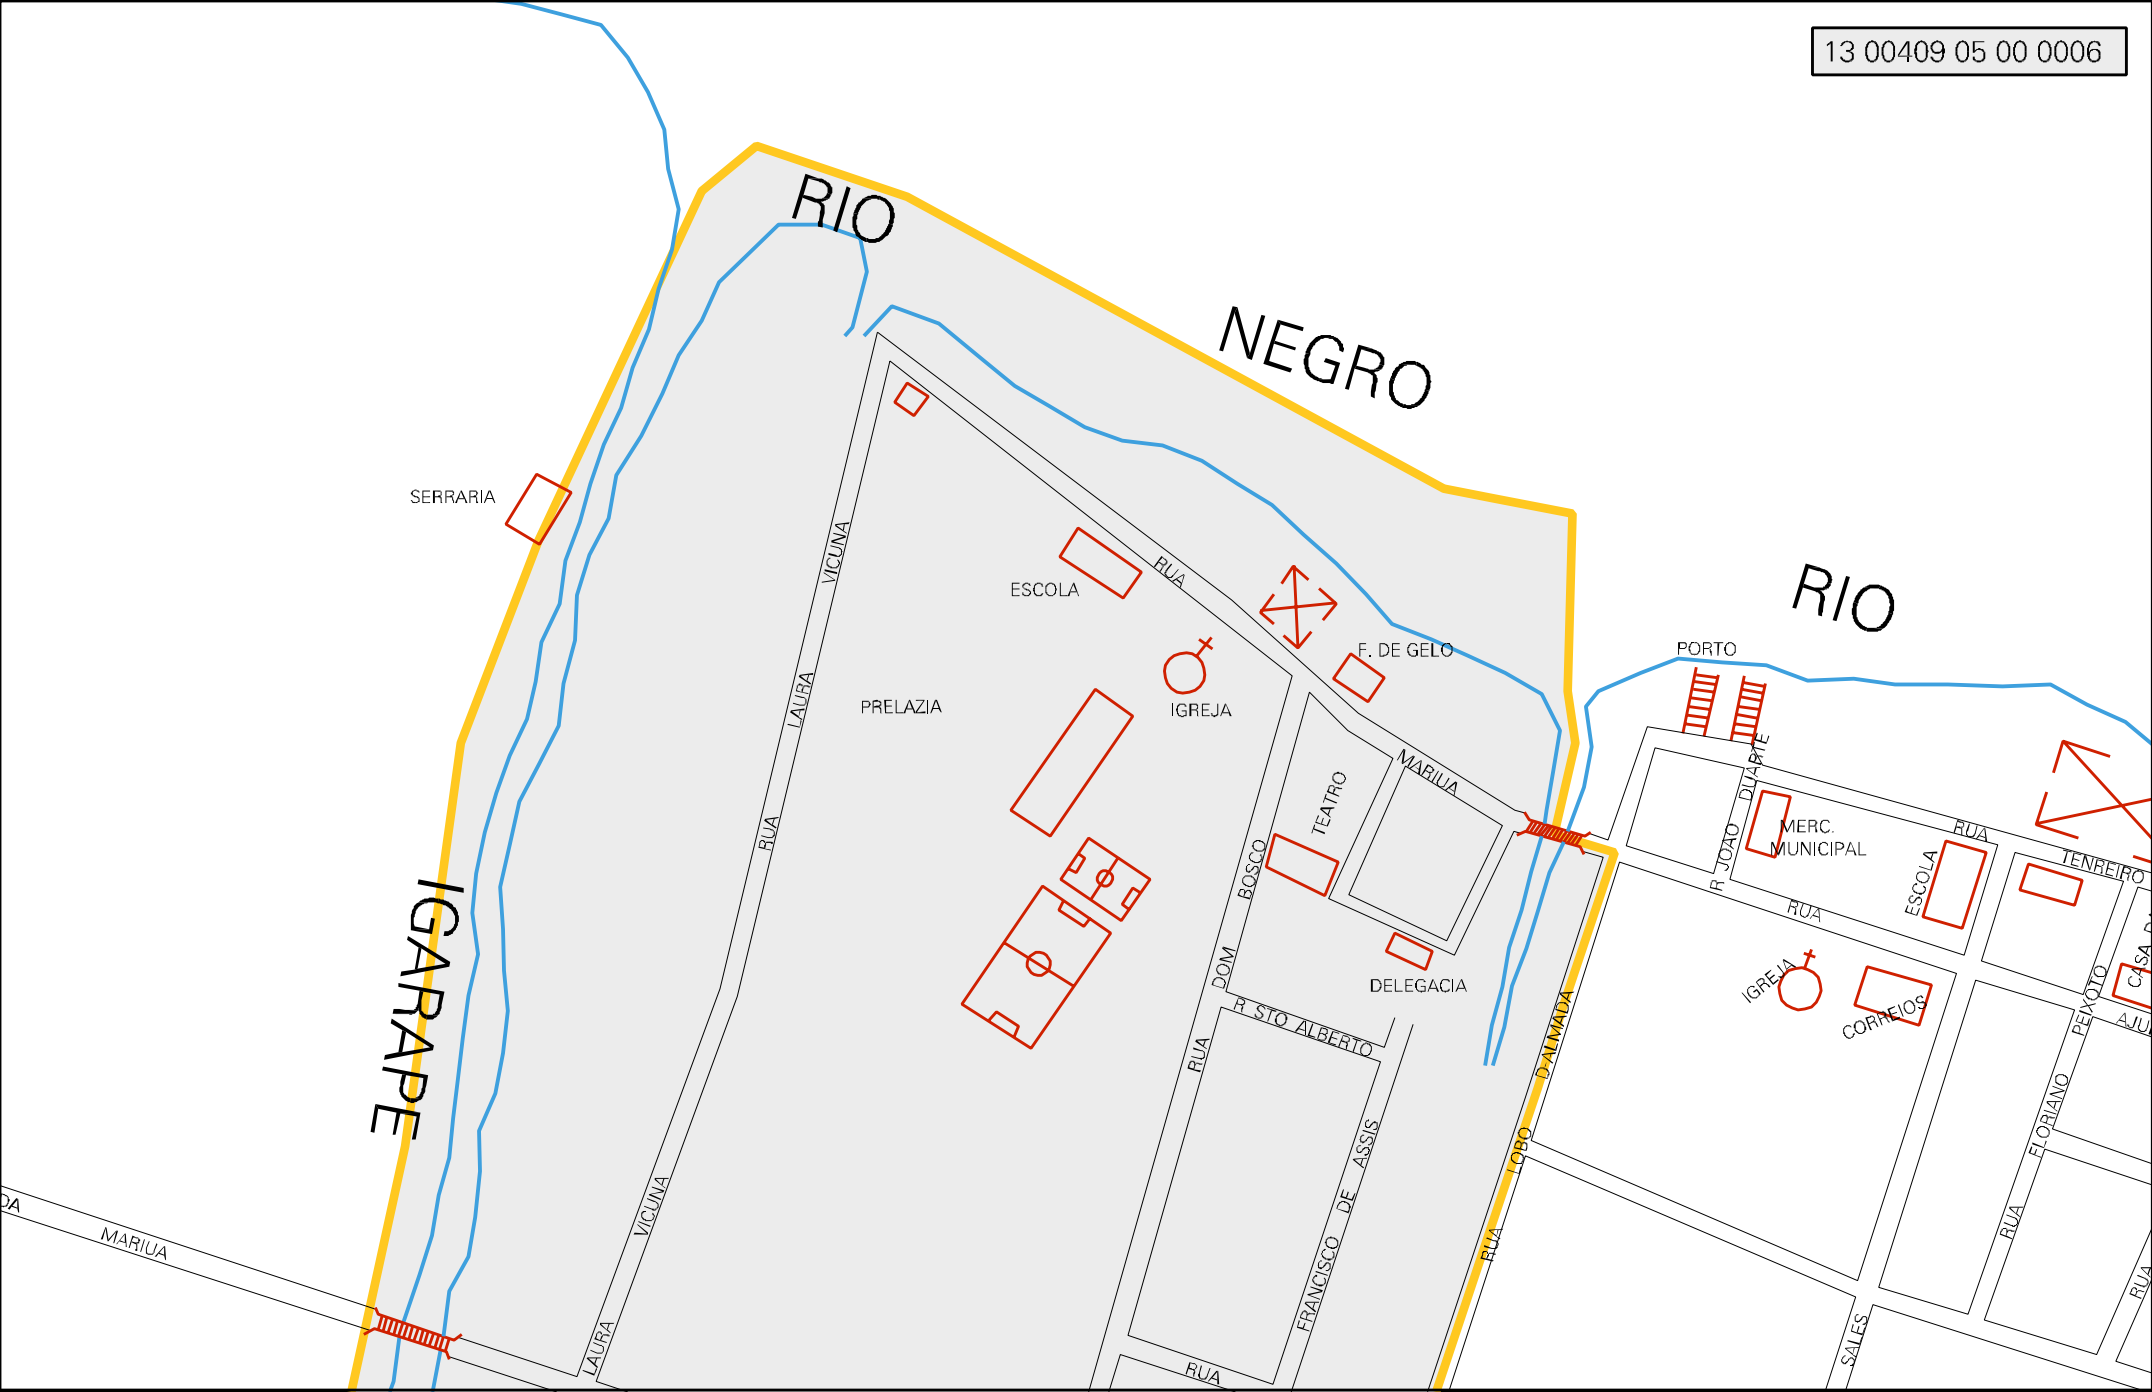 13 00409 05 00 0006
RIO
NEGRO
SERRARIA
VICUNA
ESCOLA
RUA
RIO
F. DE GELO
PORTO
LAURA
PRELAZIA
IGREJA
MARIUA
DUARTE
TEATRO
RUA
BOSCO
R JOAO
MERC.
MUNICIPAL
RUA
TENREIRO
ESCOLA
RUA
IGARAPE
DOM
DELEGACIA
IGREJA
CORREIOS
CASA
PEIXOTO
R STO ALBERTO
D-ALMADA
RUA
FLORIANO
ASSIS
LOBO
DE
VICUNA
RUA
RUA
MARIUA
FRANCISCO
RUA
LAURA
SALES
RUA